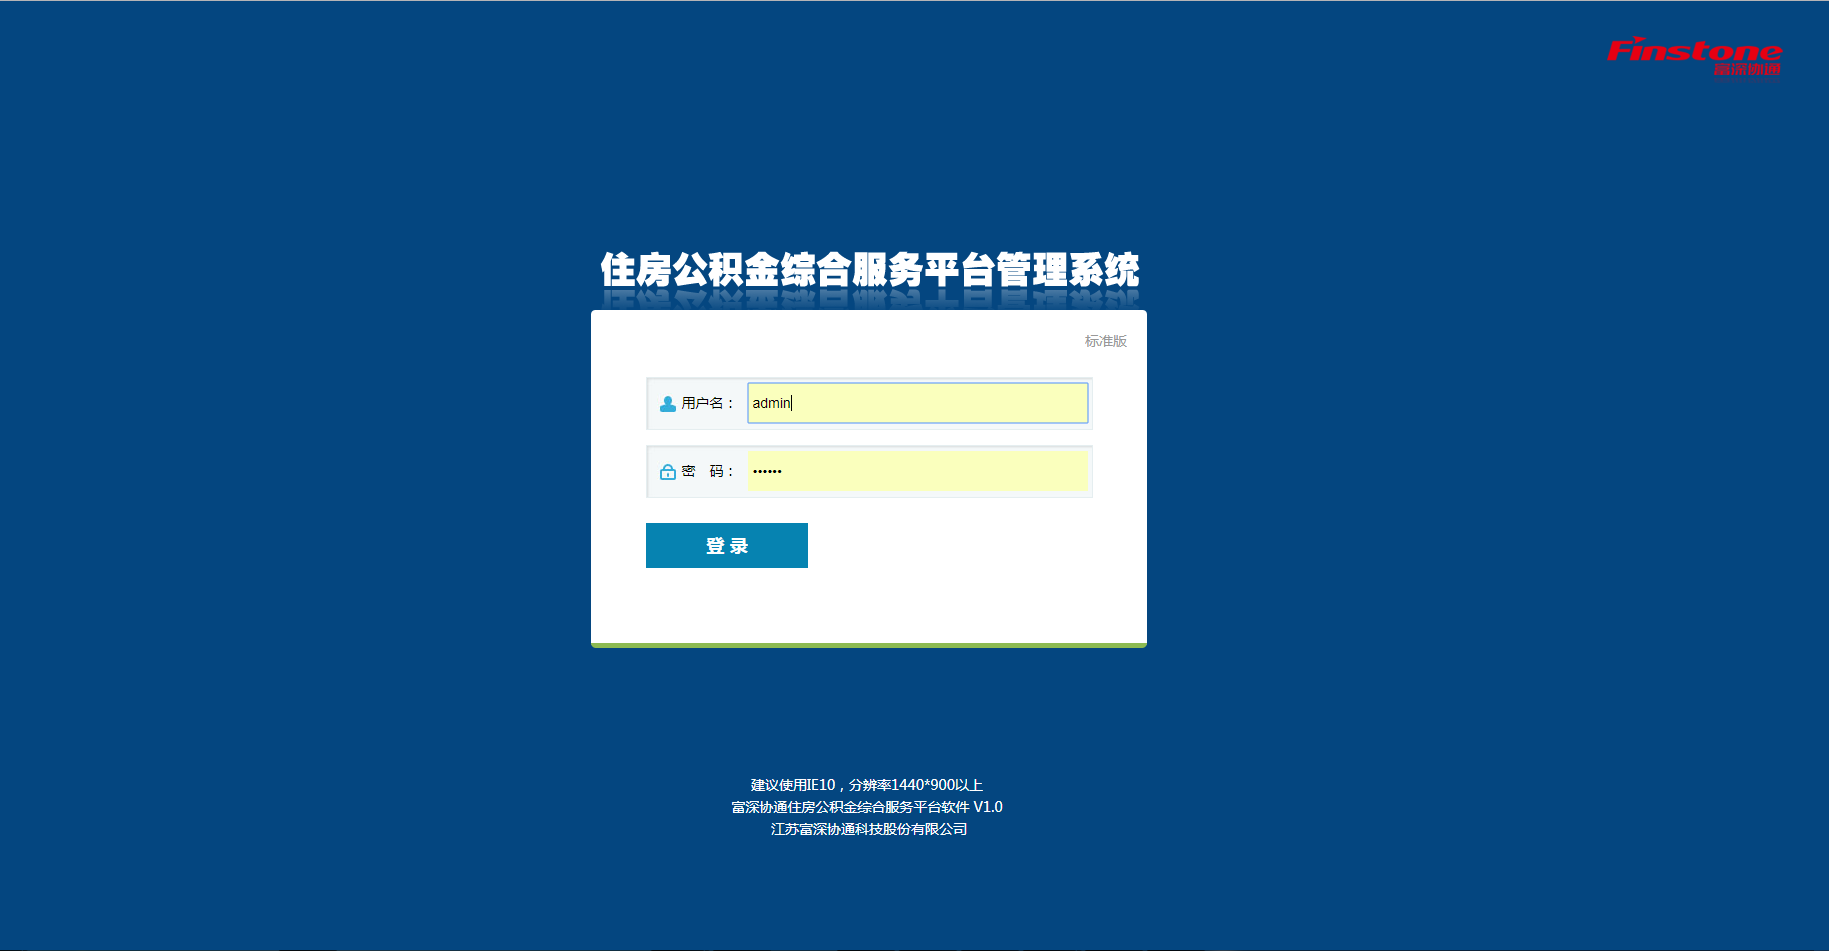 Finstone
富深协通
住房公积金综合服务平台管理系统
标准版
用户名：
admin
密 码：
••••••
登 录
建议使用IE10，分辨率1440*900以上
富深协通住房公积金综合服务平台软件 V1.0
江苏富深协通科技股份有限公司